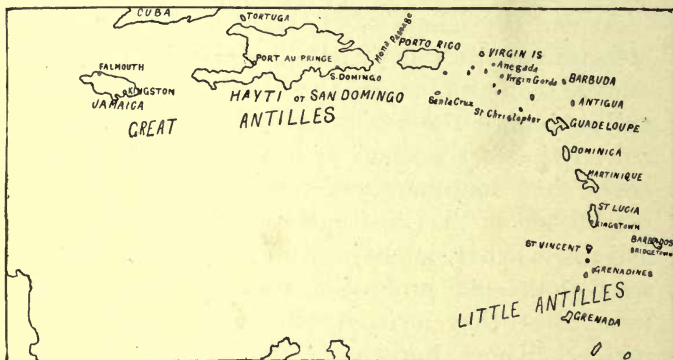 CUBA
TORTUGA
Mona Passage
PORTO RICO
VIRGIN IS
Anegada
Virgin Gorda
BARBUDA
FALMOUTH
PORT AU PRINCE
S. DOMINGO
KINGSTON
JAMAICA
HAYTI or SAN DOMINGO
Santa Cruz
St Christopher
ANTIGUA
GREAT
ANTILLES
GUADELOUPE
DOMINICA
MARTINIQUE
ST LUCIA
KINGSTOWN
BARBADOS
BRIDGETOWN
ST VINCENT
GRENADINES
LITTLE ANTILLES
GRENADA